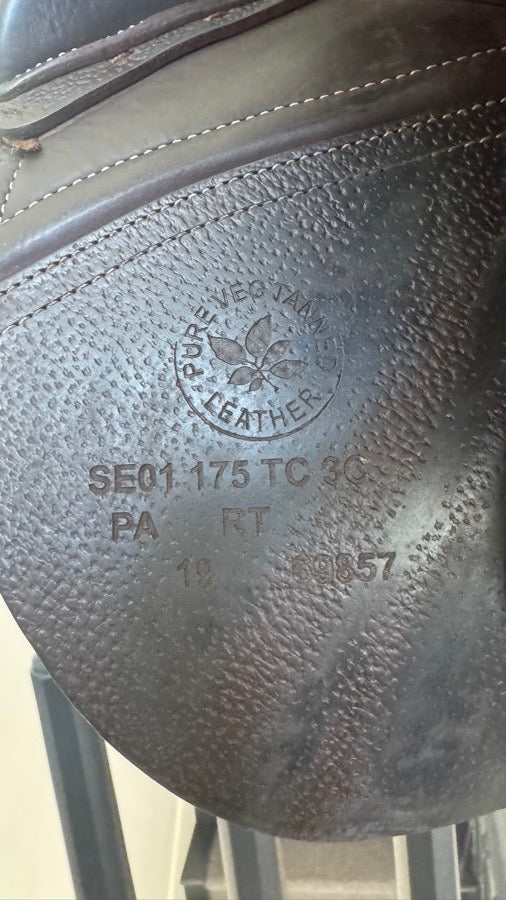 PURE VEG TANNED
LEATHER
SE01 175 TC 3C
PA RT
19 69857